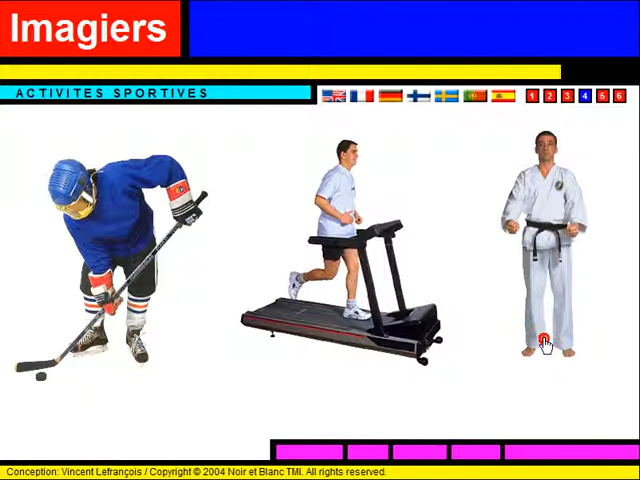 Imagiers
ACTIVITES SPORTIVES
1 2 3 4 5 6
Conception: Vincent Lefrançois / Copyright © 2004 Noir et Blanc TMI. All rights reserved.